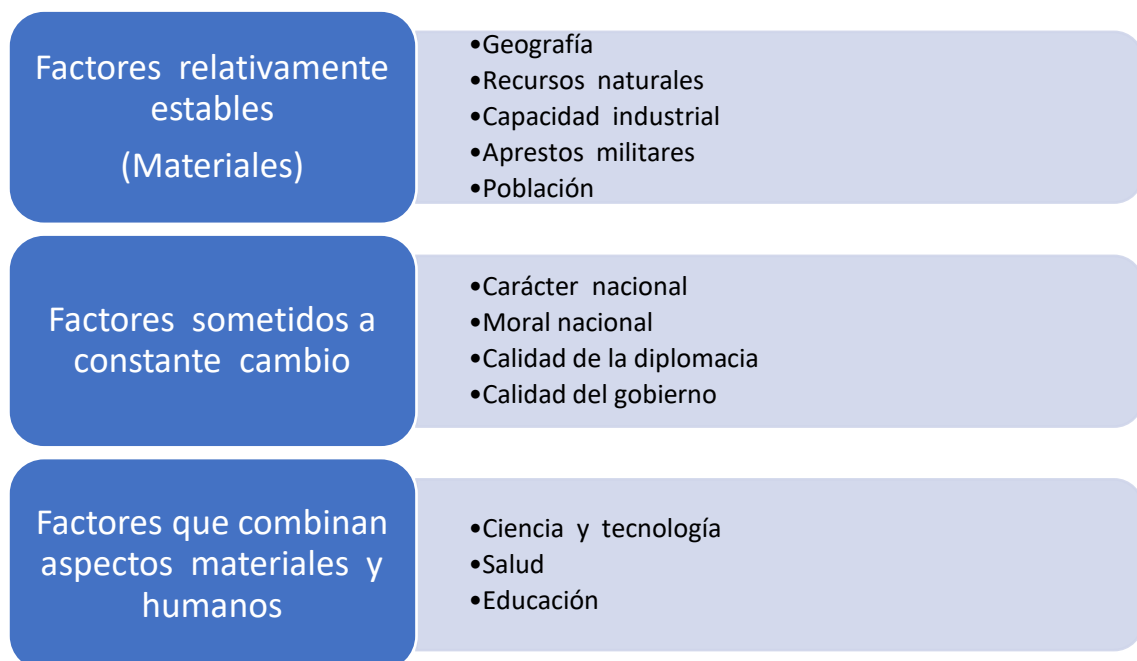 Factores relativamente
estables
(Materiales)
•Geografía
•Recursos naturales
•Capacidad industrial
•Aprestos militares
•Población
Factores sometidos a
constante cambio
•Carácter nacional
•Moral nacional
•Calidad de la diplomacia
•Calidad del gobierno
Factores que combinan
aspectos materiales y
humanos
•Ciencia y tecnología
•Salud
•Educación